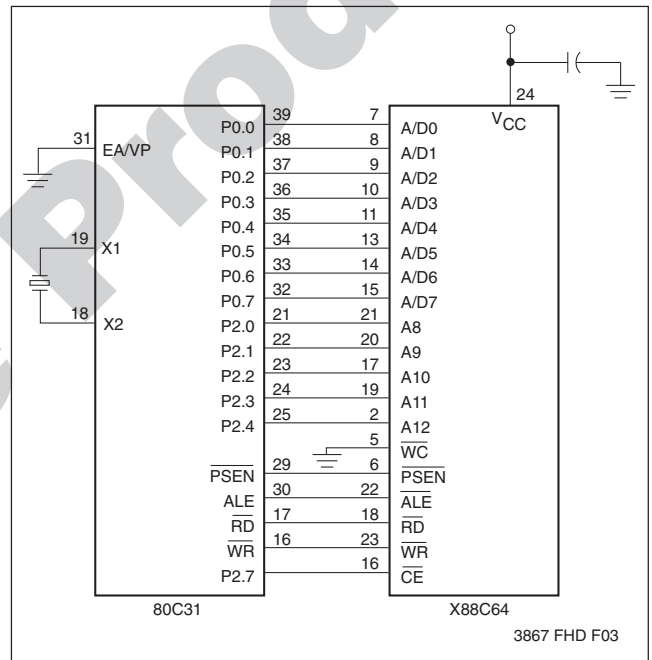 Prod
24
VCC
39 7
P0.0 A/D0
38 8
31 EA/VP P0.1 A/D1
37 9
P0.2 A/D2
36 10
P0.3 A/D3
35 11
P0.4 A/D4
34 13
19 X1 P0.5 A/D5
33 14
P0.6 A/D6
32 15
P0.7 A/D7
21 21
18 X2 P2.0 A8
22 20
P2.1 A9
23 17
P2.2 A10
24 19
P2.3 A11
25 2
P2.4 A12
5
WC
29 6
PSEN PSEN
30 22
ALE ALE
17 18
RD RD
16 23
WR WR
16
P2.7 CE
80C31 X88C64
3867 FHD F03